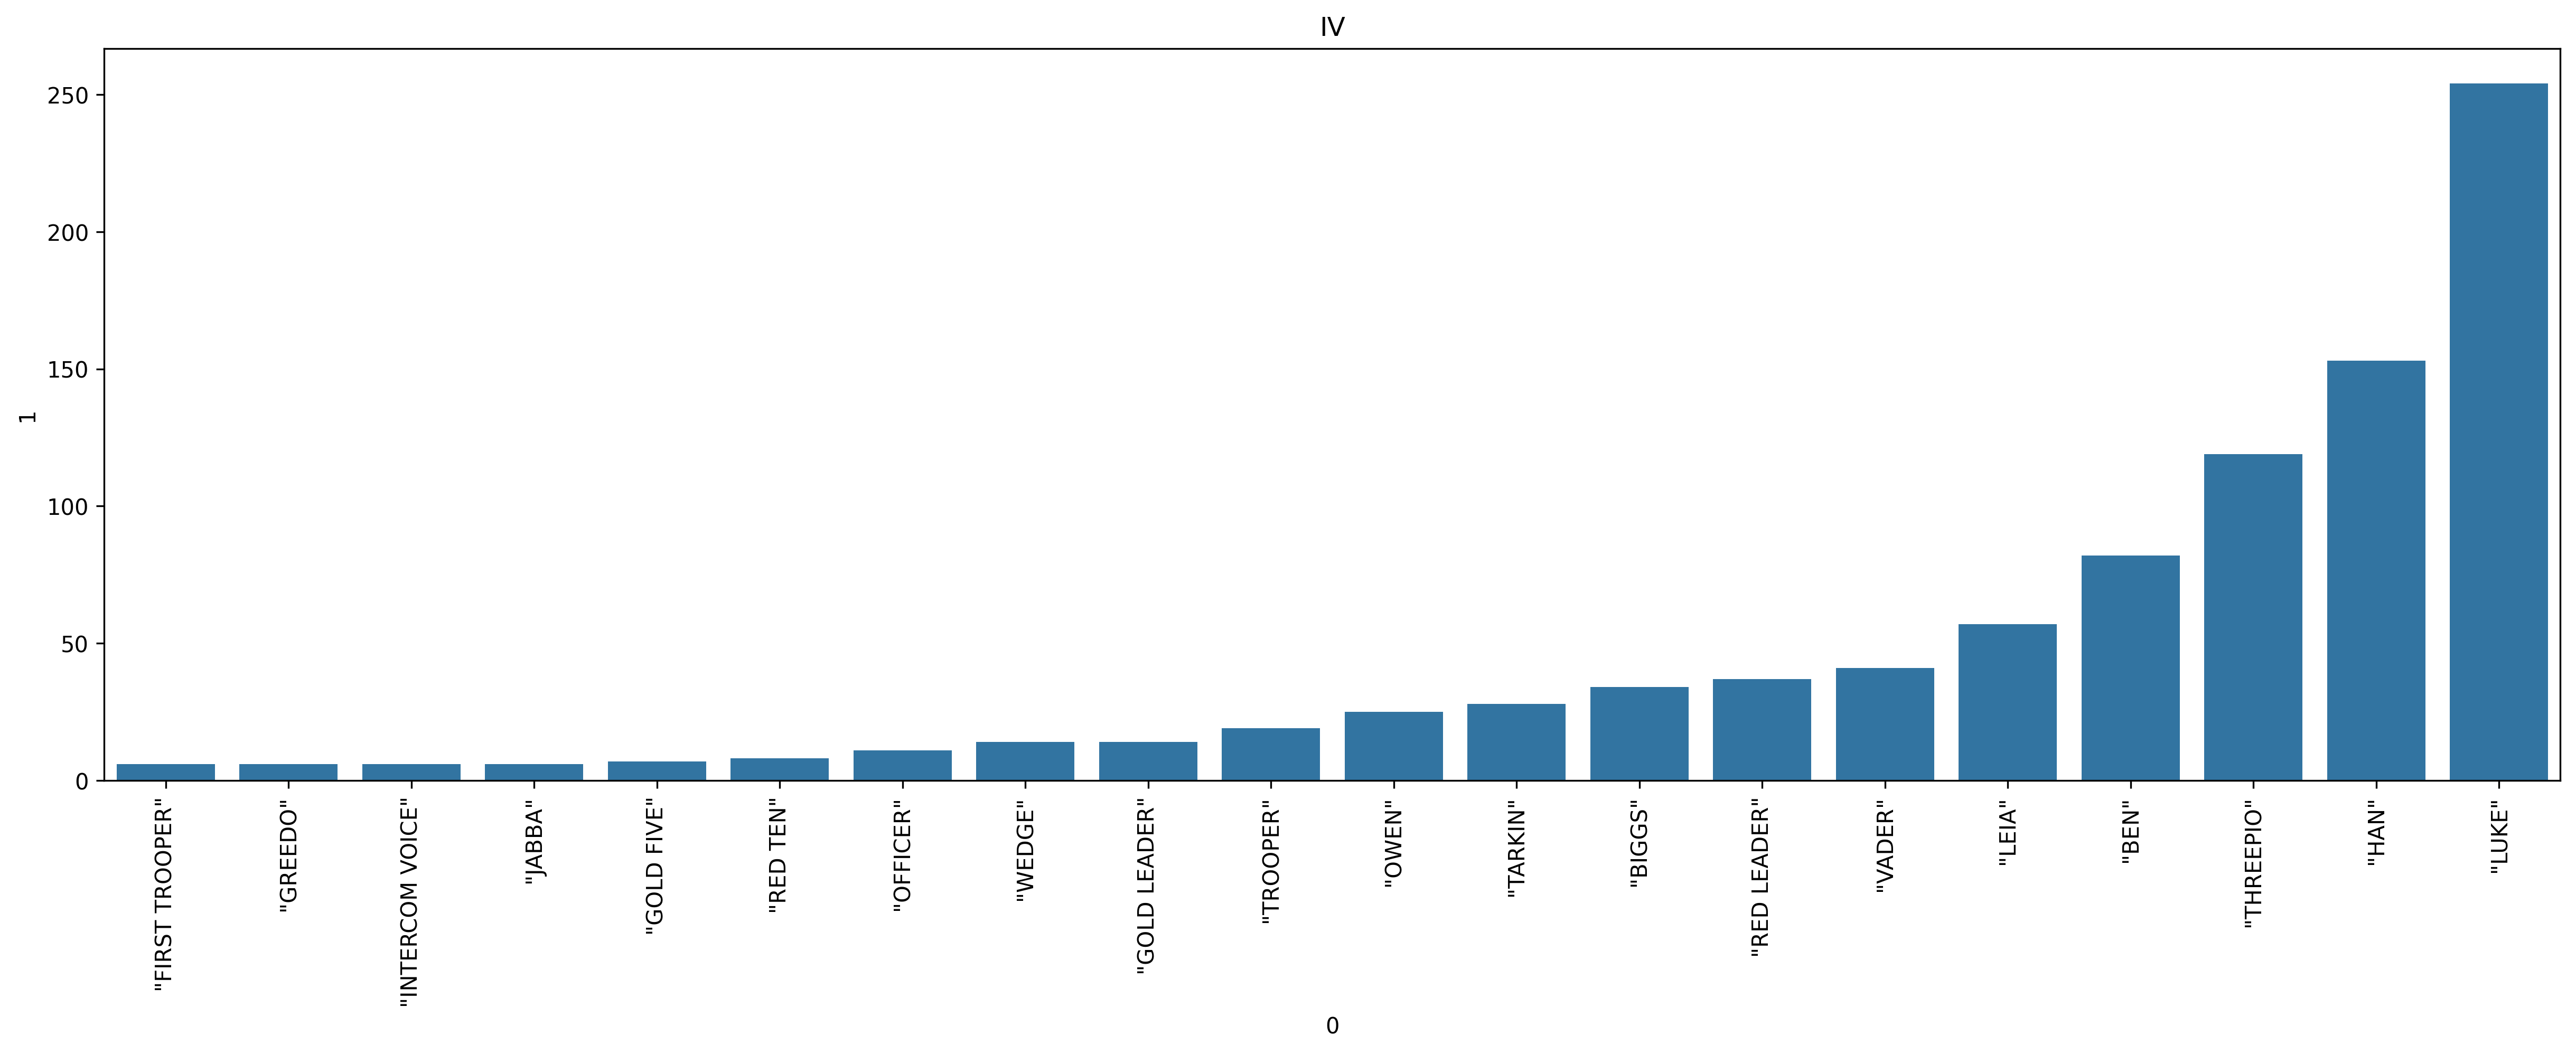 IV
250
200
150
100
50
0
1
"FIRST TROOPER"
"GREEDO"
"INTERCOM VOICE"
"JABBA"
"GOLD FIVE"
"RED TEN"
"OFFICER"
"WEDGE"
"GOLD LEADER"
"TROOPER"
"OWEN"
"TARKIN"
"BIGGS"
"RED LEADER"
"VADER"
"LEIA"
"BEN"
"THREEPIO"
"HAN"
"LUKE"
0